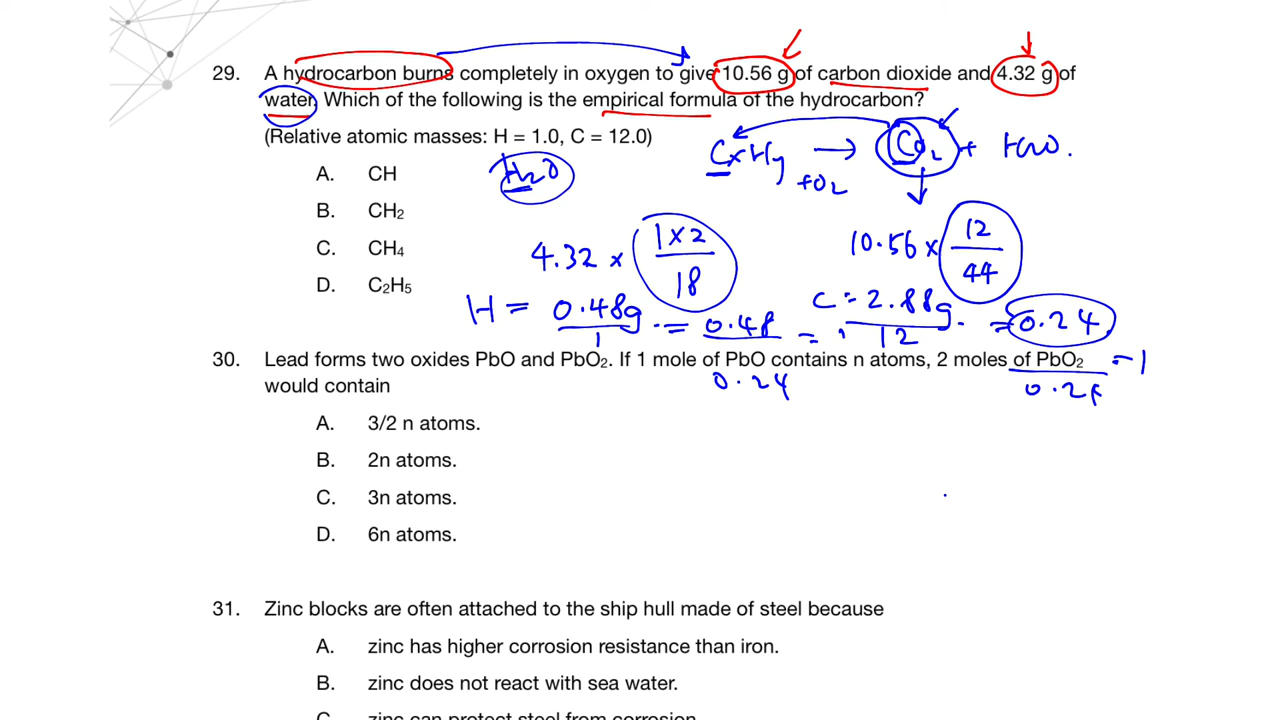 29. A hydrocarbon burns completely in oxygen to give 10.56 g of carbon dioxide and 4.32 g of
water. Which of the following is the empirical formula of the hydrocarbon?
(Relative atomic masses: H = 1.0, C = 12.0)
CxHy + O2 → CO2 + H2O.
A. CH
H2O
B. CH2
C. CH4
4.32 × 1×2/18
10.56 × 12/44
D. C2H5
H = 0.48g/1 = 0.48/0.24 =
C = 2.88g/12 = 0.24/0.24 = 1
30. Lead forms two oxides PbO and PbO2. If 1 mole of PbO contains n atoms, 2 moles of PbO2
would contain
A. 3/2 n atoms.
B. 2n atoms.
C. 3n atoms.
D. 6n atoms.
31. Zinc blocks are often attached to the ship hull made of steel because
A. zinc has higher corrosion resistance than iron.
B. zinc does not react with sea water.
C. zinc can protect steel from corrosion.